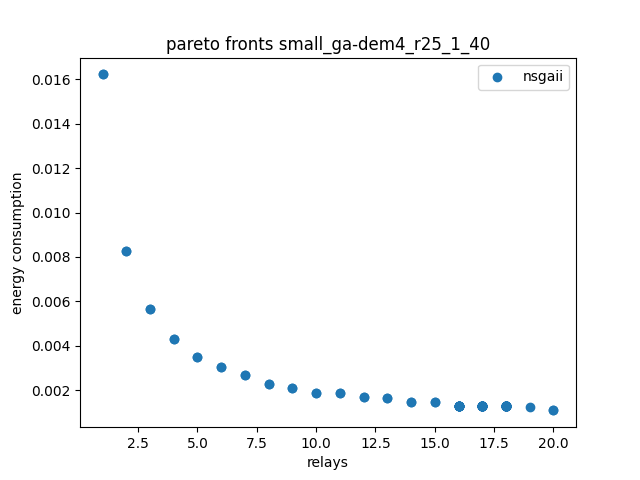 pareto fronts small_ga-dem4_r25_1_40
nsgaii
energy consumption
0.016
0.014
0.012
0.010
0.008
0.006
0.004
0.002
2.5 5.0 7.5 10.0 12.5 15.0 17.5 20.0
relays